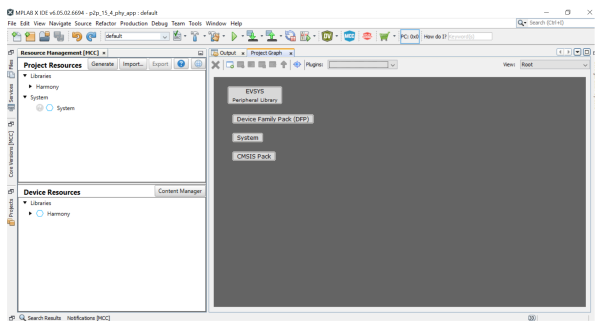 MPLAB X IDE v6.05.02.6694 - p2p_15_4_phy_app : default
File Edit View Navigate Source Refactor Production Debug Team Tools Window Help
Search (Ctrl+I)
default
DV
MCC
PC: 0x0
How do I?
Keyword(s)
Resource Management [MCC] ×
Output × Project Graph ×
Project Resources Generate Import... Export
Plugins:
View: Root
Libraries
Harmony
System
System
EVSYS
Peripheral Library
Device Family Pack (DFP)
System
CMSIS Pack
Device Resources Content Manager
Libraries
Harmony
Files
Services
Core Versions [MCC]
Projects
Search Results Notifications [MCC]